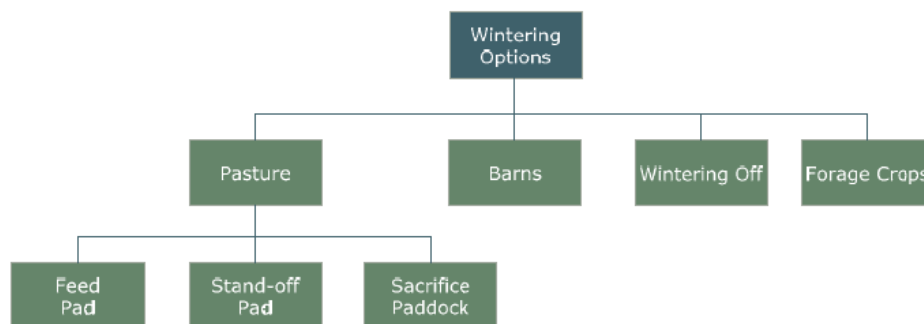 Wintering
Options
Pasture
Barns
Wintering Off
Forage Crops
Feed
Pad
Stand-off
Pad
Sacrifice
Paddock